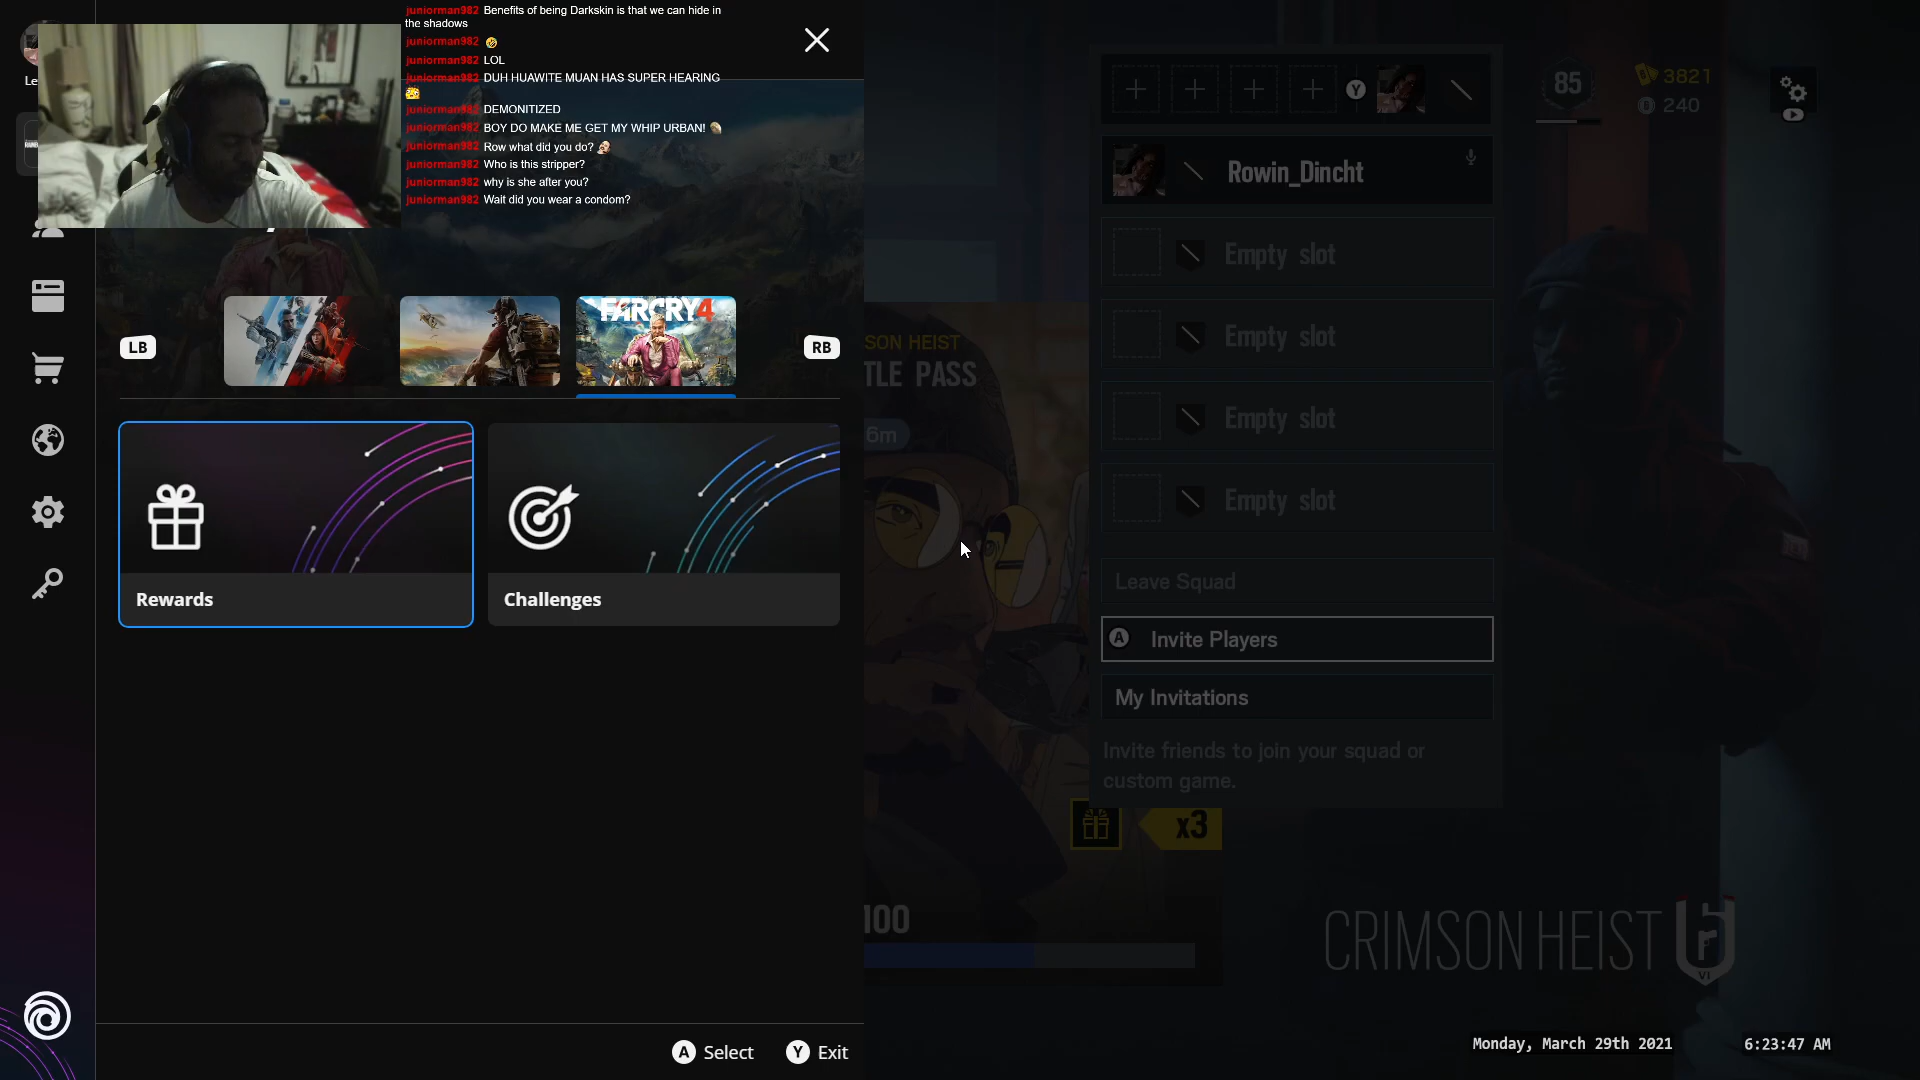 juniorman982 Benefits of being Darkskin is that we can hide in
the shadows
juniorman982
juniorman982 LOL
juniorman982 DUH HUAWITE MUAN HAS SUPER HEARING
juniorman982 DEMONITIZED
juniorman982 BOY DO MAKE ME GET MY WHIP URBAN!
juniorman982 Row what did you do?
juniorman982 Who is this stripper?
juniorman982 why is she after you?
juniorman982 Wait did you wear a condom?
Le
LB
FARCRY4
RB
Rewards
Challenges
A Select
Y Exit
SON HEIST
TLE PASS
6m
x3
100
Y
85
3821
240
Rowin_Dincht
Empty slot
Empty slot
Empty slot
Empty slot
Leave Squad
A Invite Players
My Invitations
Invite friends to join your squad or
custom game.
CRIMSON HEIST
VI
Monday, March 29th 2021
6:23:47 AM